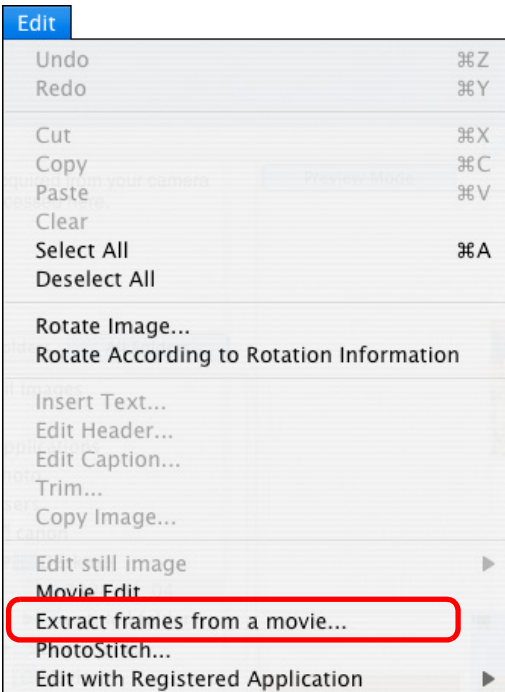 Edit
Undo ⌘Z
Redo ⌘Y
Cut ⌘X
Copy ⌘C
Paste ⌘V
Clear
Select All ⌘A
Deselect All
Rotate Image...
Rotate According to Rotation Information
Insert Text...
Edit Header...
Edit Caption...
Trim...
Copy Image...
Edit still image
Movie Edit
Extract frames from a movie...
PhotoStitch...
Edit with Registered Application